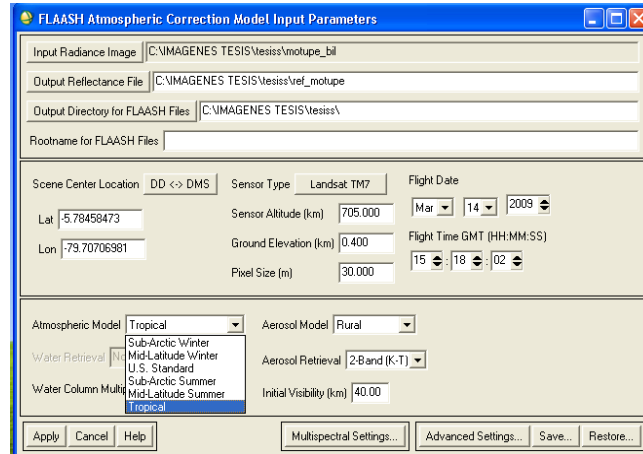 FLAASH Atmospheric Correction Model Input Parameters
Input Radiance Image C:\IMAGENES TESIS\tesiss\motupe_bil
Output Reflectance File C:\IMAGENES TESIS\tesiss\ref_motupe
Output Directory for FLAASH Files C:\IMAGENES TESIS\tesiss\
Rootname for FLAASH Files
Scene Center Location DD <-> DMS Sensor Type Landsat TM7 Flight Date
Lat -5.78458473 Sensor Altitude (km) 705.000 Mar 14 2009
Lon -79.70706981 Ground Elevation (km) 0.400 Flight Time GMT (HH:MM:SS)
Pixel Size (m) 30.000 15 : 18 : 02
Atmospheric Model Tropical Aerosol Model Rural
Sub-Arctic Winter
Mid-Latitude Winter
U.S. Standard
Sub-Arctic Summer
Mid-Latitude Summer
Tropical
Water Retrieval No Aerosol Retrieval 2-Band (K-T)
Water Column Multip Initial Visibility (km) 40.00
Apply Cancel Help Multispectral Settings... Advanced Settings... Save... Restore...